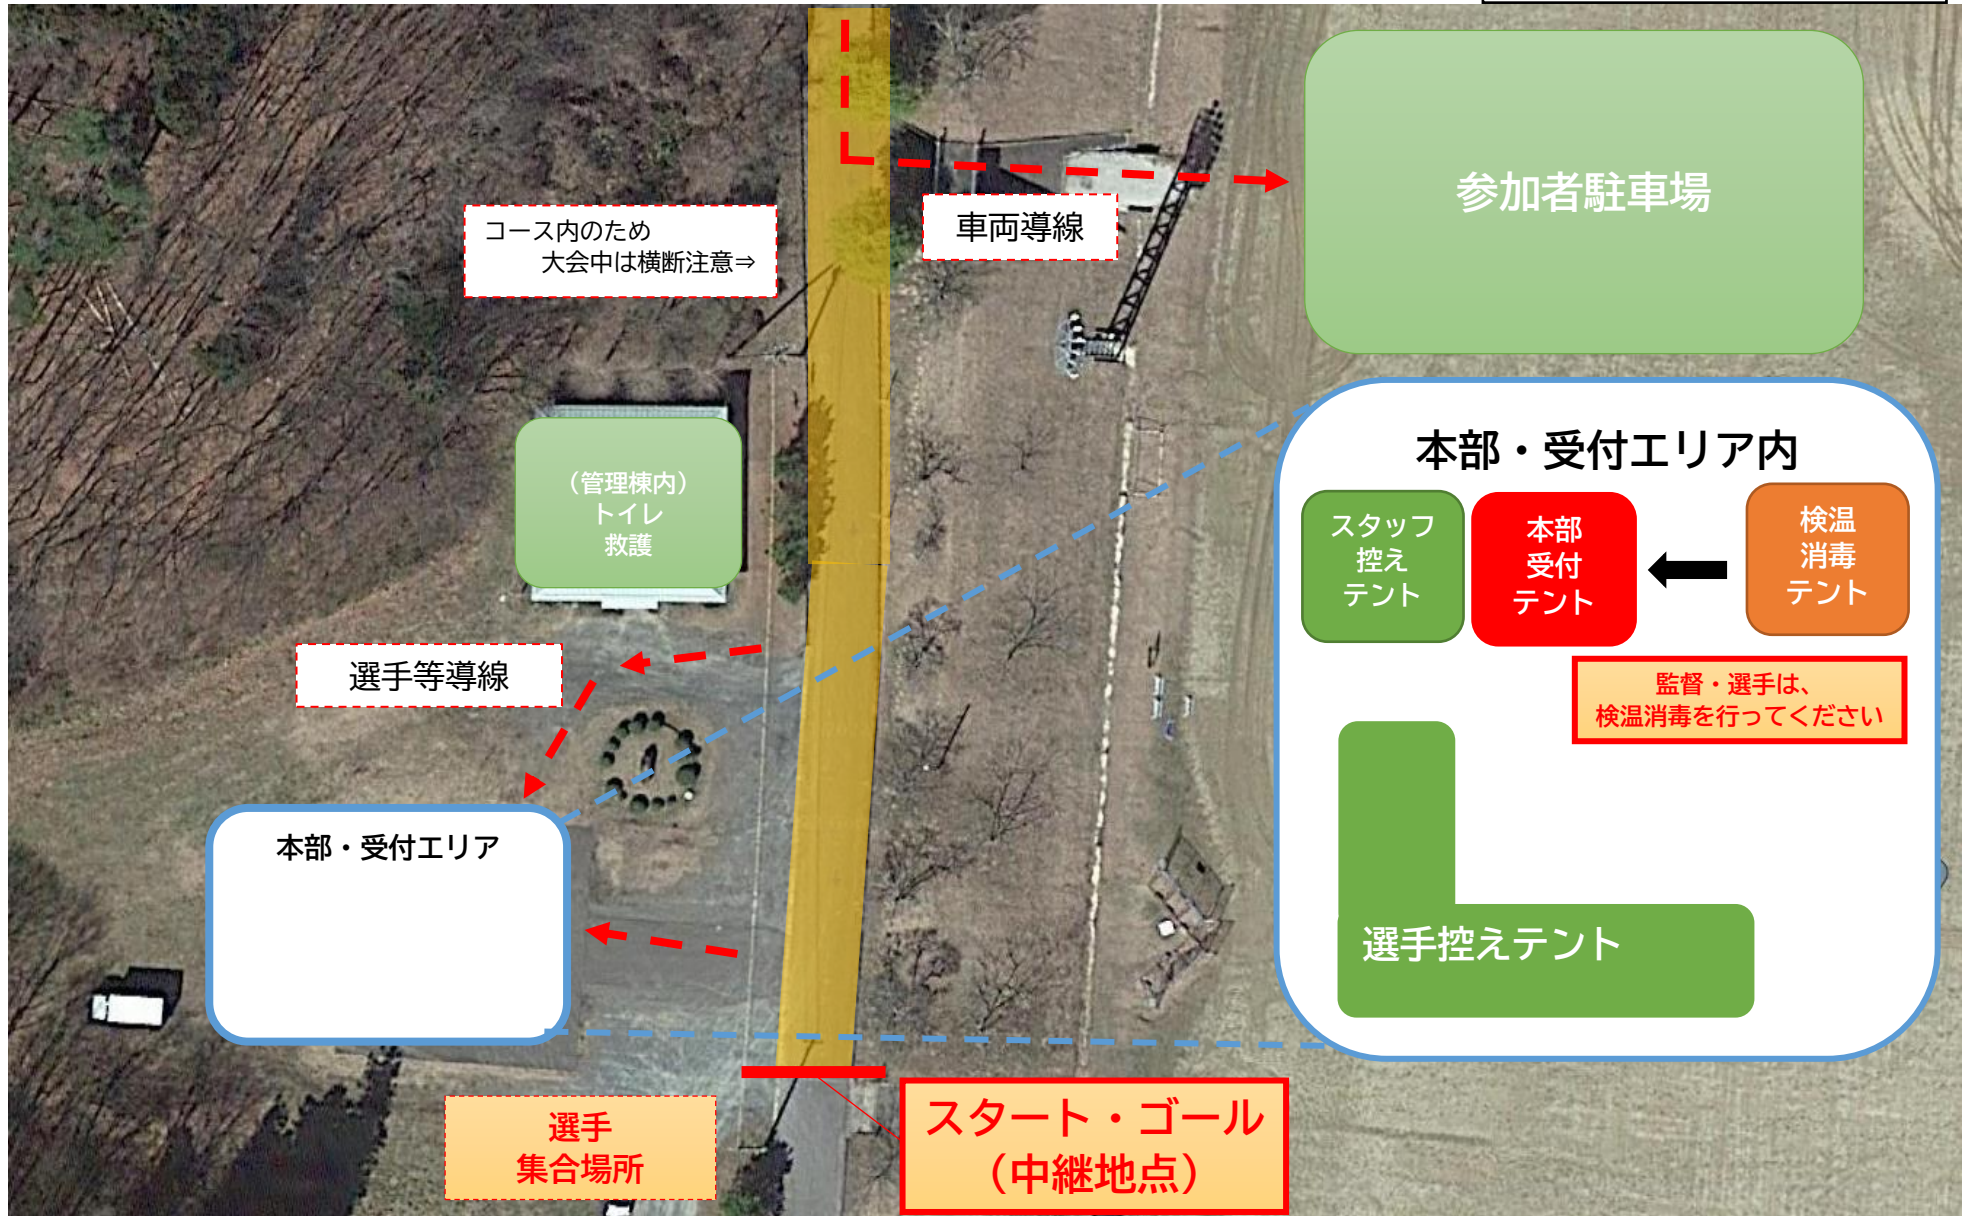 参加者駐車場
車両導線
コース内のため
大会中は横断注意⇒
（管理棟内）
トイレ
救護
選手等導線
本部・受付エリア
選手
集合場所
スタート・ゴール
（中継地点）
本部・受付エリア内
スタッフ
控え
テント
本部
受付
テント
検温
消毒
テント
監督・選手は、
検温消毒を行ってください
選手控えテント